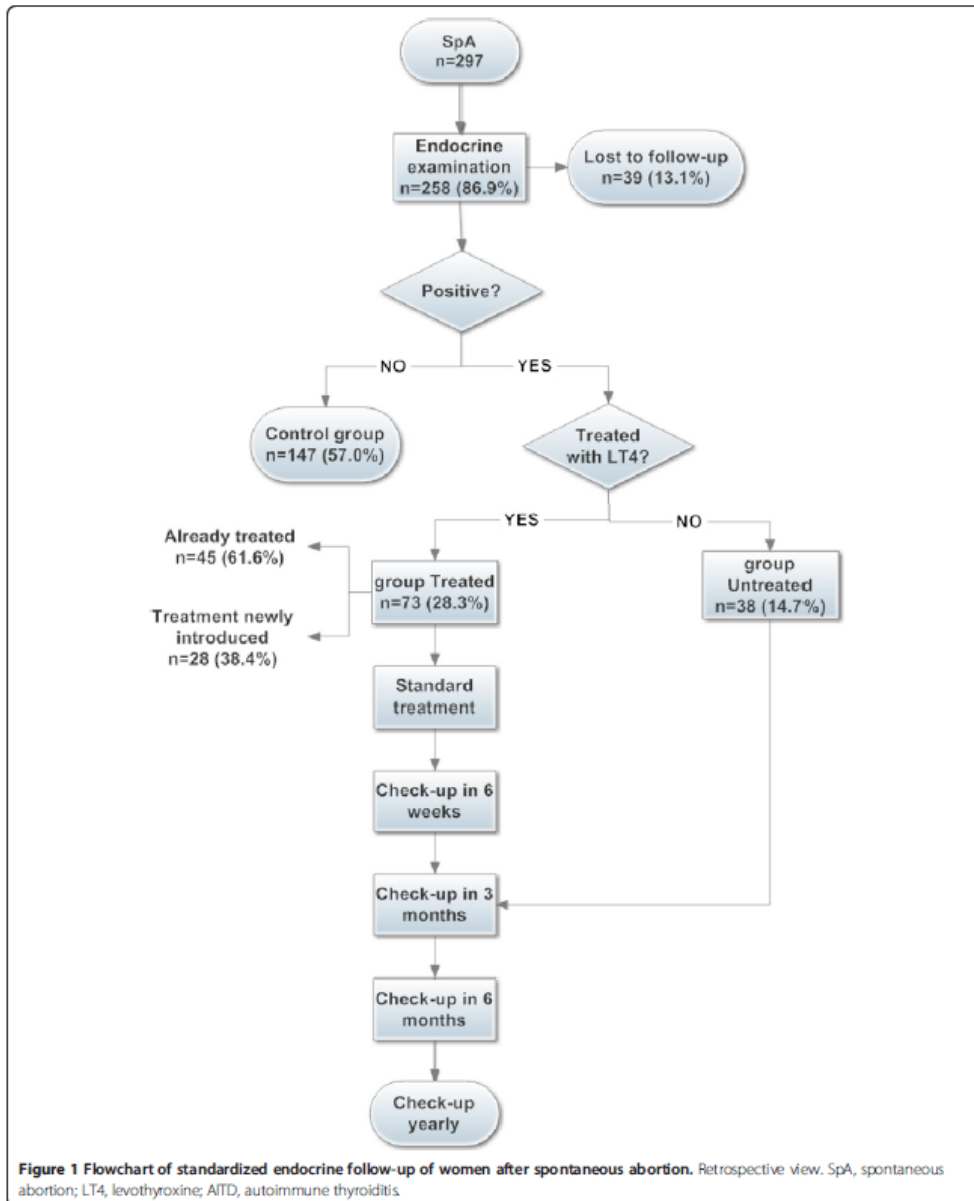 SpA
n=297
Endocrine
examination
n=258 (86.9%)
Lost to follow-up
n=39 (13.1%)
Positive?
NO
YES
Control group
n=147 (57.0%)
Treated
with LT4?
YES
NO
Already treated
n=45 (61.6%)
Treatment newly
introduced
n=28 (38.4%)
group Treated
n=73 (28.3%)
group
Untreated
n=38 (14.7%)
Standard
treatment
Check-up in 6
weeks
Check-up in 3
months
Check-up in 6
months
Check-up
yearly
Figure 1 Flowchart of standardized endocrine follow-up of women after spontaneous abortion. Retrospective view. SpA, spontaneous
abortion; LT4, levothyroxine; AITD, autoimmune thyroiditis.